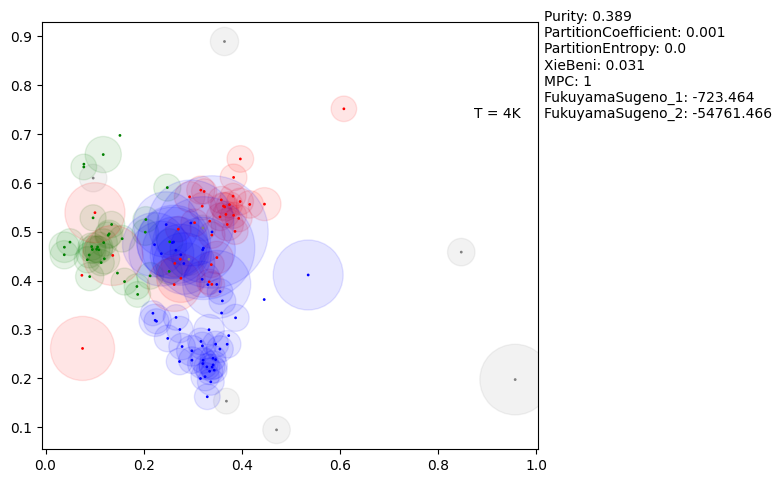 Purity: 0.389
PartitionCoefficient: 0.001
PartitionEntropy: 0.0
XieBeni: 0.031
MPC: 1
FukuyamaSugeno_1: -723.464
FukuyamaSugeno_2: -54761.466
T = 4K
0.9
0.8
0.7
0.6
0.5
0.4
0.3
0.2
0.1
0.0 0.2 0.4 0.6 0.8 1.0